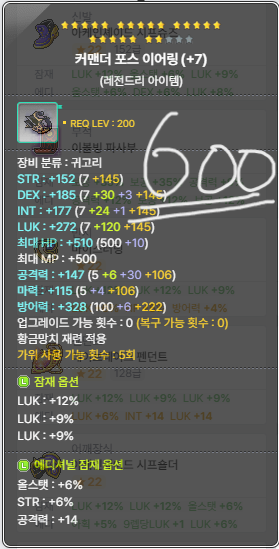 커맨더 포스 이어링 (+7)
(레전드리 아이템)
REQ LEV : 200
600
장비 분류 : 귀고리
STR : +152 (7 +145)
DEX : +185 (7 +30 +3 +145)
INT : +177 (7 +24 +1 +145)
LUK : +272 (7 +120 +145)
최대 HP : +510 (500 +10)
최대 MP : +500
공격력 : +147 (5 +6 +30 +106)
마력 : +115 (5 +4 +106)
방어력 : +328 (100 +6 +222)
업그레이드 가능 횟수 : 0 (복구 가능 횟수 : 0)
황금망치 재련 적용
가위 사용 가능 횟수 : 5회
잠재 옵션
LUK : +12%
LUK : +9%
LUK : +9%
에디셔널 잠재 옵션
올스탯 : +6%
STR : +6%
공격력 : +14